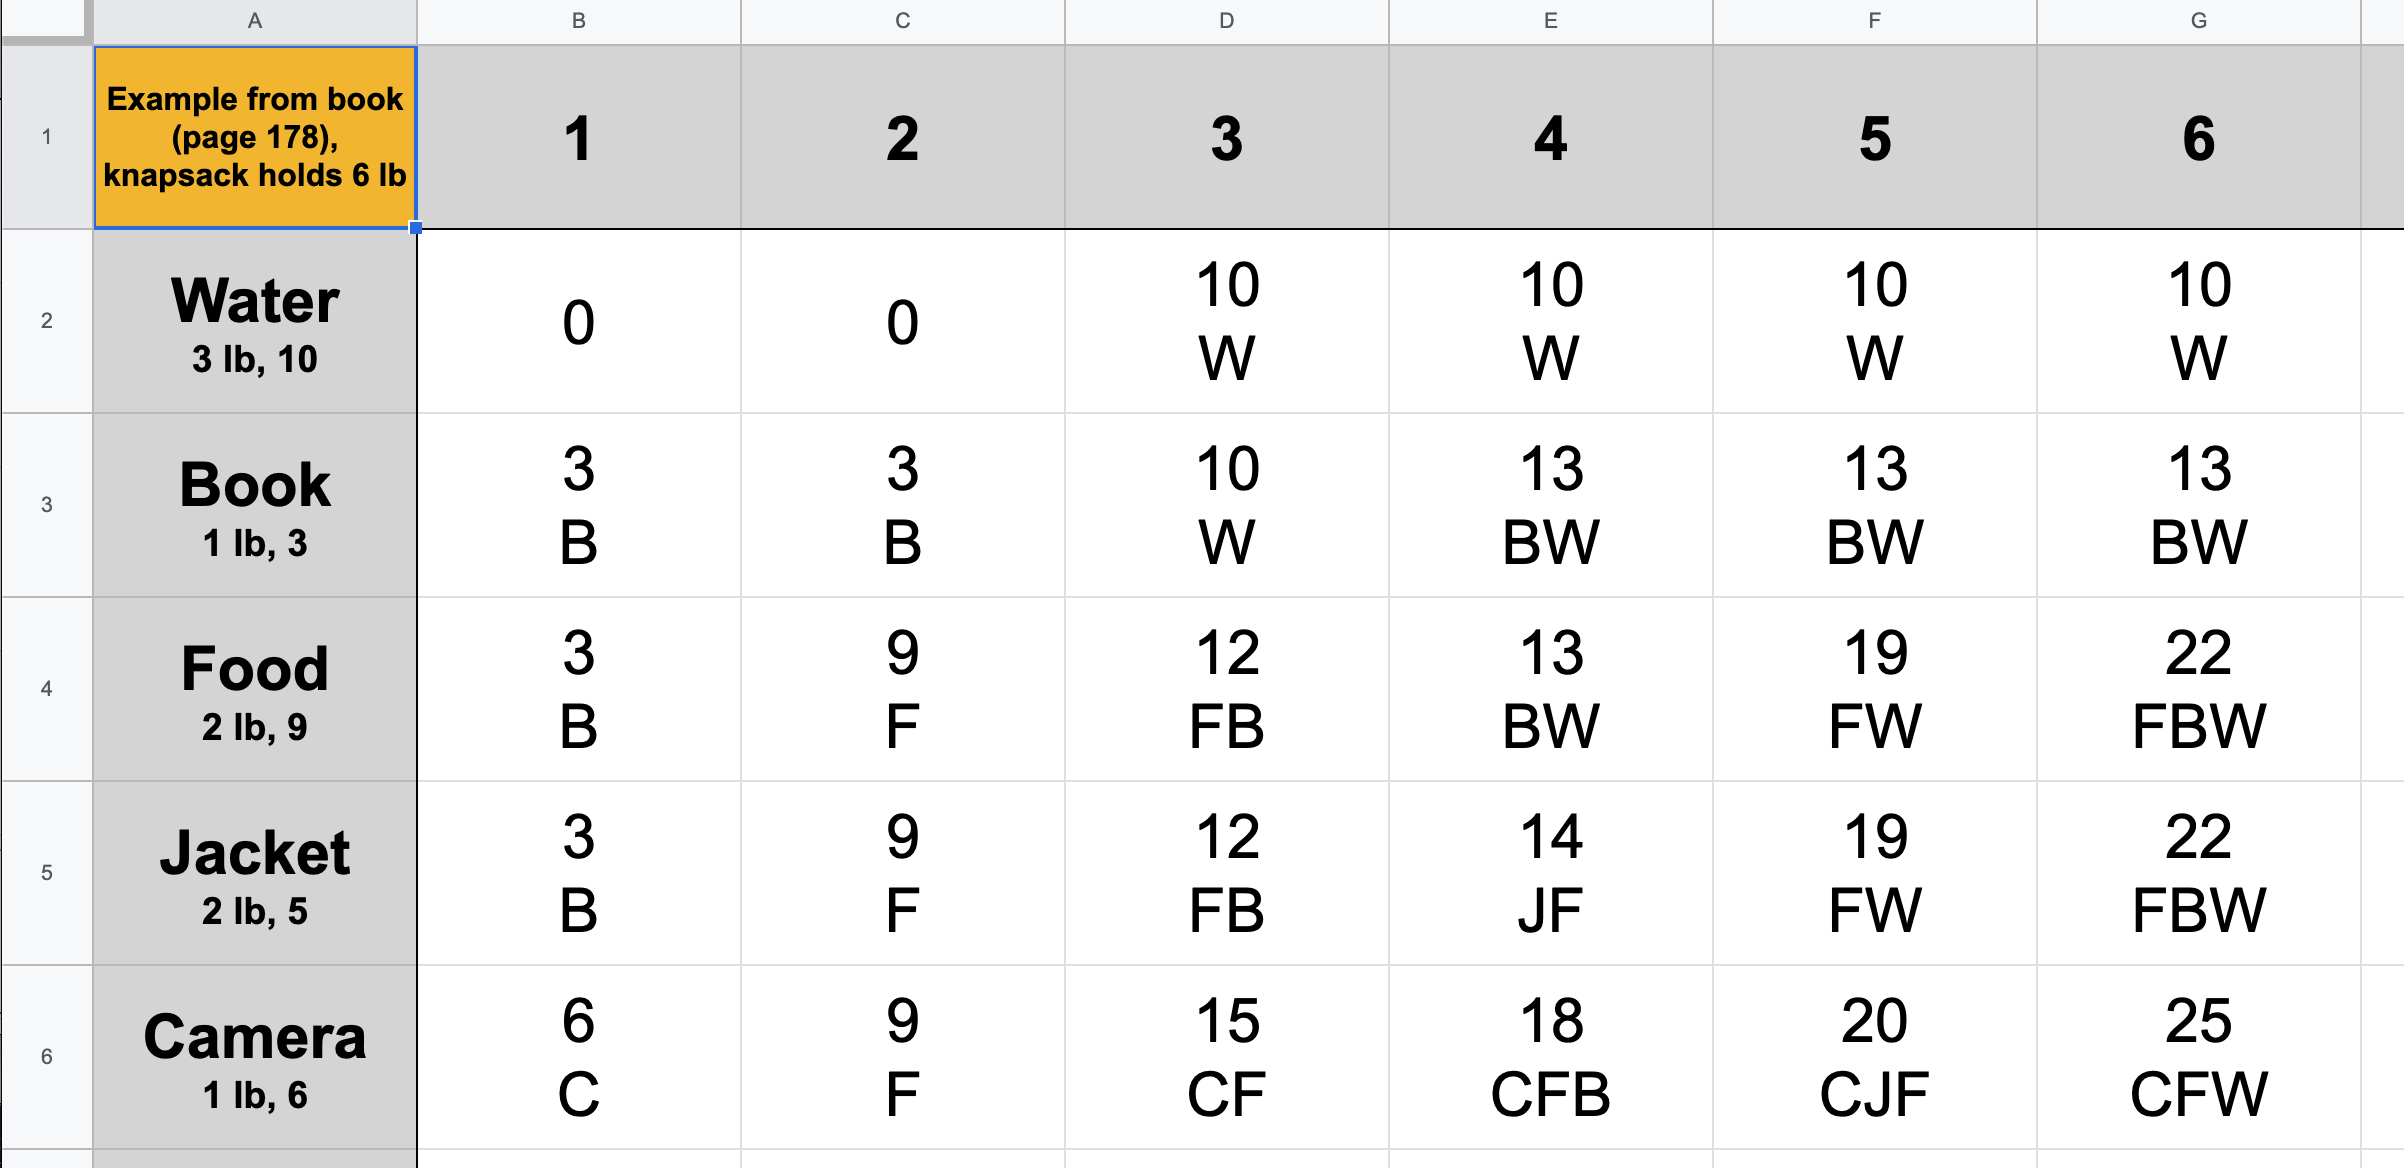 A B C D E F G
1 Example from book
(page 178),
knapsack holds 6 lb
1 2 3 4 5 6
2 Water
3 lb, 10
0 0 10 10 10 10
W W W W
3 Book
1 lb, 3
3 3 10 13 13 13
B B W BW BW BW
4 Food
2 lb, 9
3 9 12 13 19 22
B F FB BW FW FBW
5 Jacket
2 lb, 5
3 9 12 14 19 22
B F FB JF FW FBW
6 Camera
1 lb, 6
6 9 15 18 20 25
C F CF CFB CJF CFW